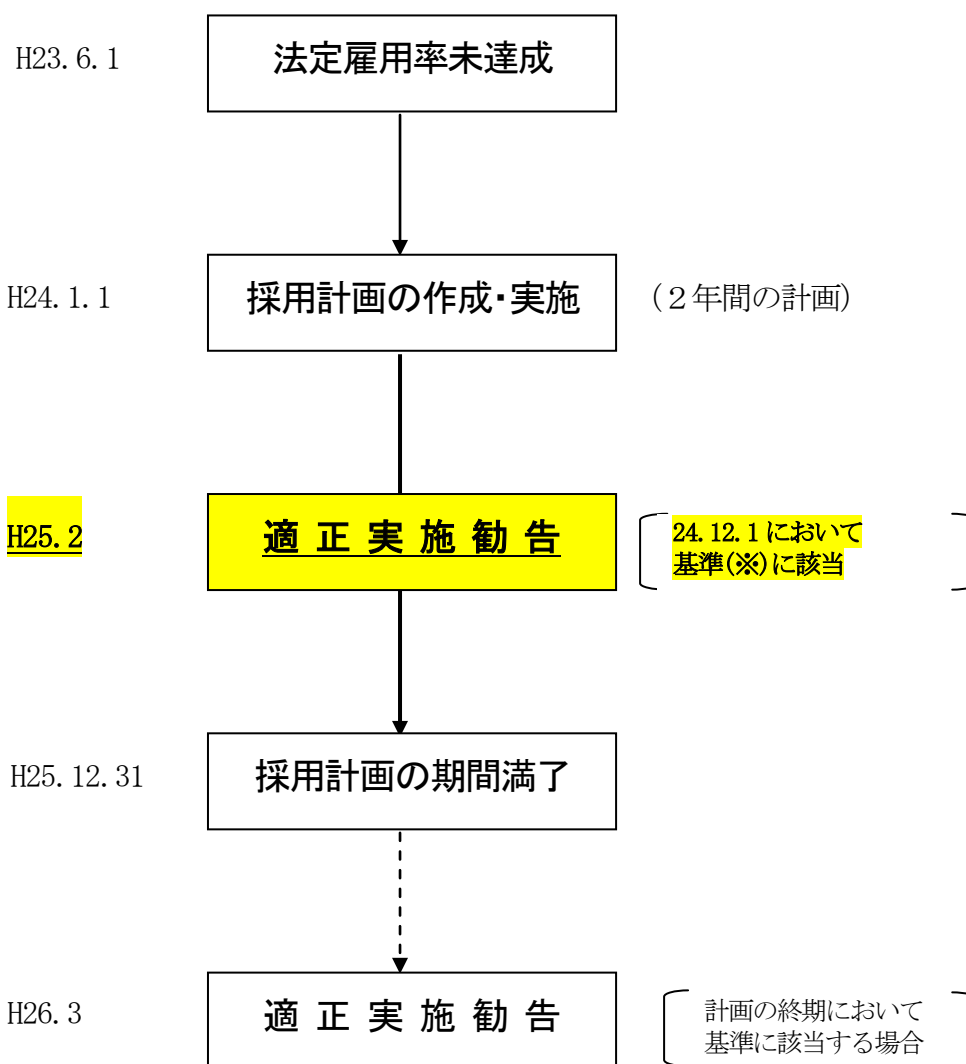 H23.6.1
法定雇用率未達成
H24.1.1
採用計画の作成・実施
(２年間の計画)
H25.2
適 正 実 施 勧 告
24.12.1 において
基準(※)に該当
H25.12.31
採用計画の期間満了
H26.3
適 正 実 施 勧 告
計画の終期において
基準に該当する場合